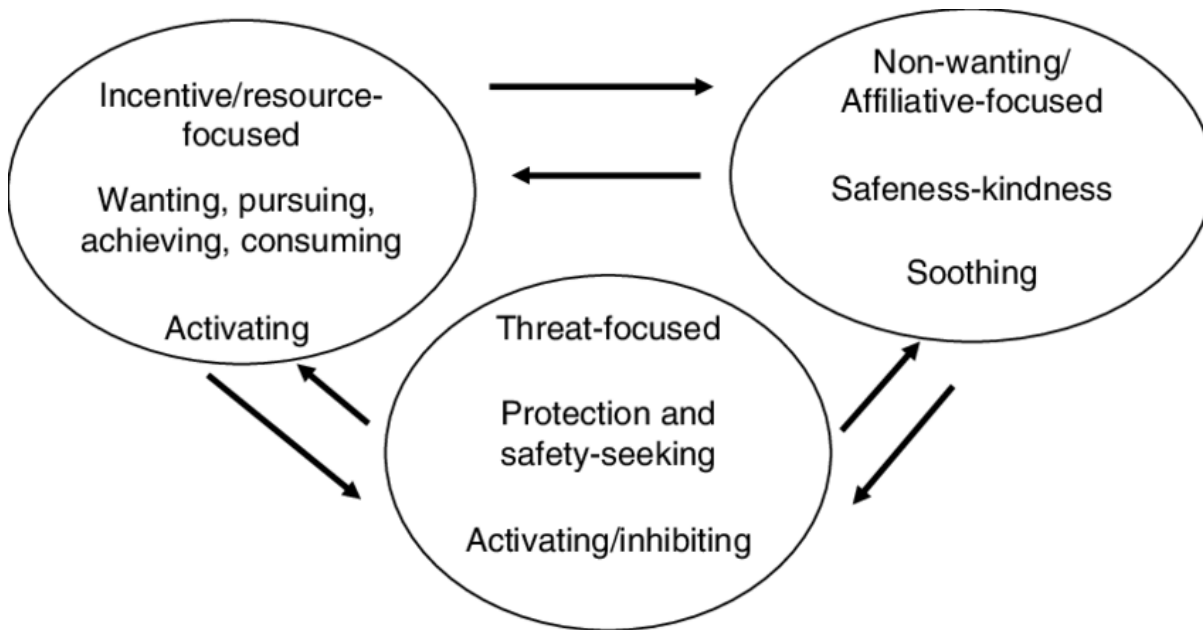 Incentive/resource-
focused
Wanting, pursuing,
achieving, consuming
Activating
Non-wanting/
Affiliative-focused
Safeness-kindness
Soothing
Threat-focused
Protection and
safety-seeking
Activating/inhibiting